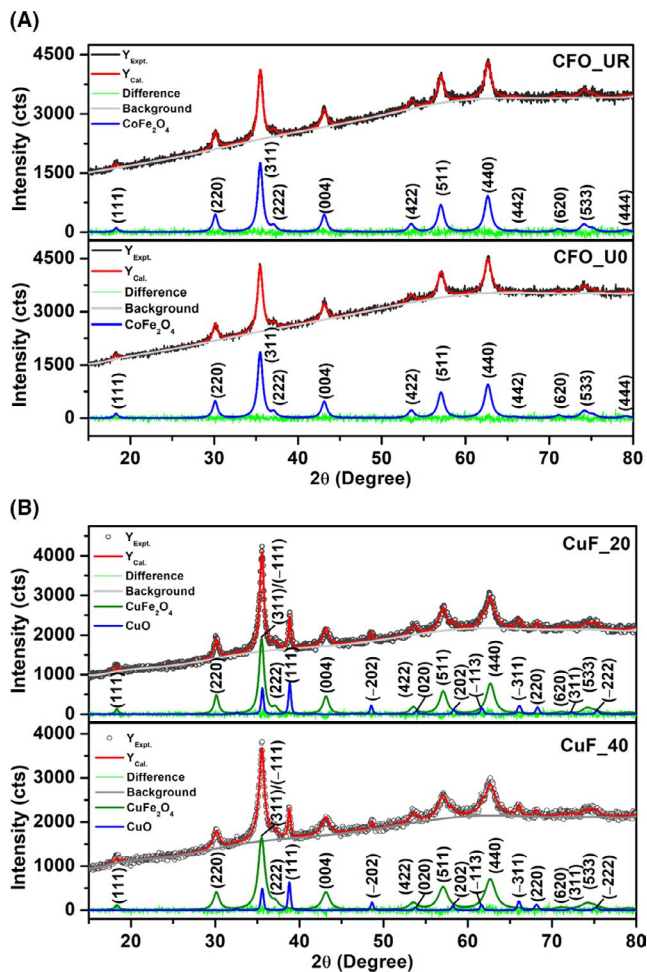 (A)
CFO_UR
Intensity (cts)
4500
3000
1500
0
Y_Expt.
Y_Cal.
Difference
Background
CoFe₂O₄
(111)
(220)
(311)
(222)
(004)
(422)
(511)
(440)
(442)
(620)
(533)
(444)
CFO_U0
Intensity (cts)
4500
3000
1500
0
Y_Expt.
Y_Cal.
Difference
Background
CoFe₂O₄
(111)
(220)
(311)
(222)
(004)
(422)
(511)
(440)
(442)
(620)
(533)
(444)
20 30 40 50 60 70 80
2θ (Degree)
(B)
CuF_20
Intensity (cts)
4000
3000
2000
1000
0
Y_Expt.
Y_Cal.
Difference
Background
CuFe₂O₄
CuO
(111)
(220)
(311)/(−111)
(222)
(111)
(004)
(−202)
(422)
(020)
(511)
(202)
(−113)
(440)
(−311)
(220)
(620)
(311)
(533)
(−222)
CuF_40
Intensity (cts)
4000
3000
2000
1000
0
Y_Expt.
Y_Cal.
Difference
Background
CuFe₂O₄
CuO
(111)
(220)
(311)/(−111)
(222)
(111)
(004)
(−202)
(422)
(020)
(511)
(202)
(−113)
(440)
(−311)
(220)
(620)
(311)
(533)
(−222)
20 30 40 50 60 70 80
2θ (Degree)